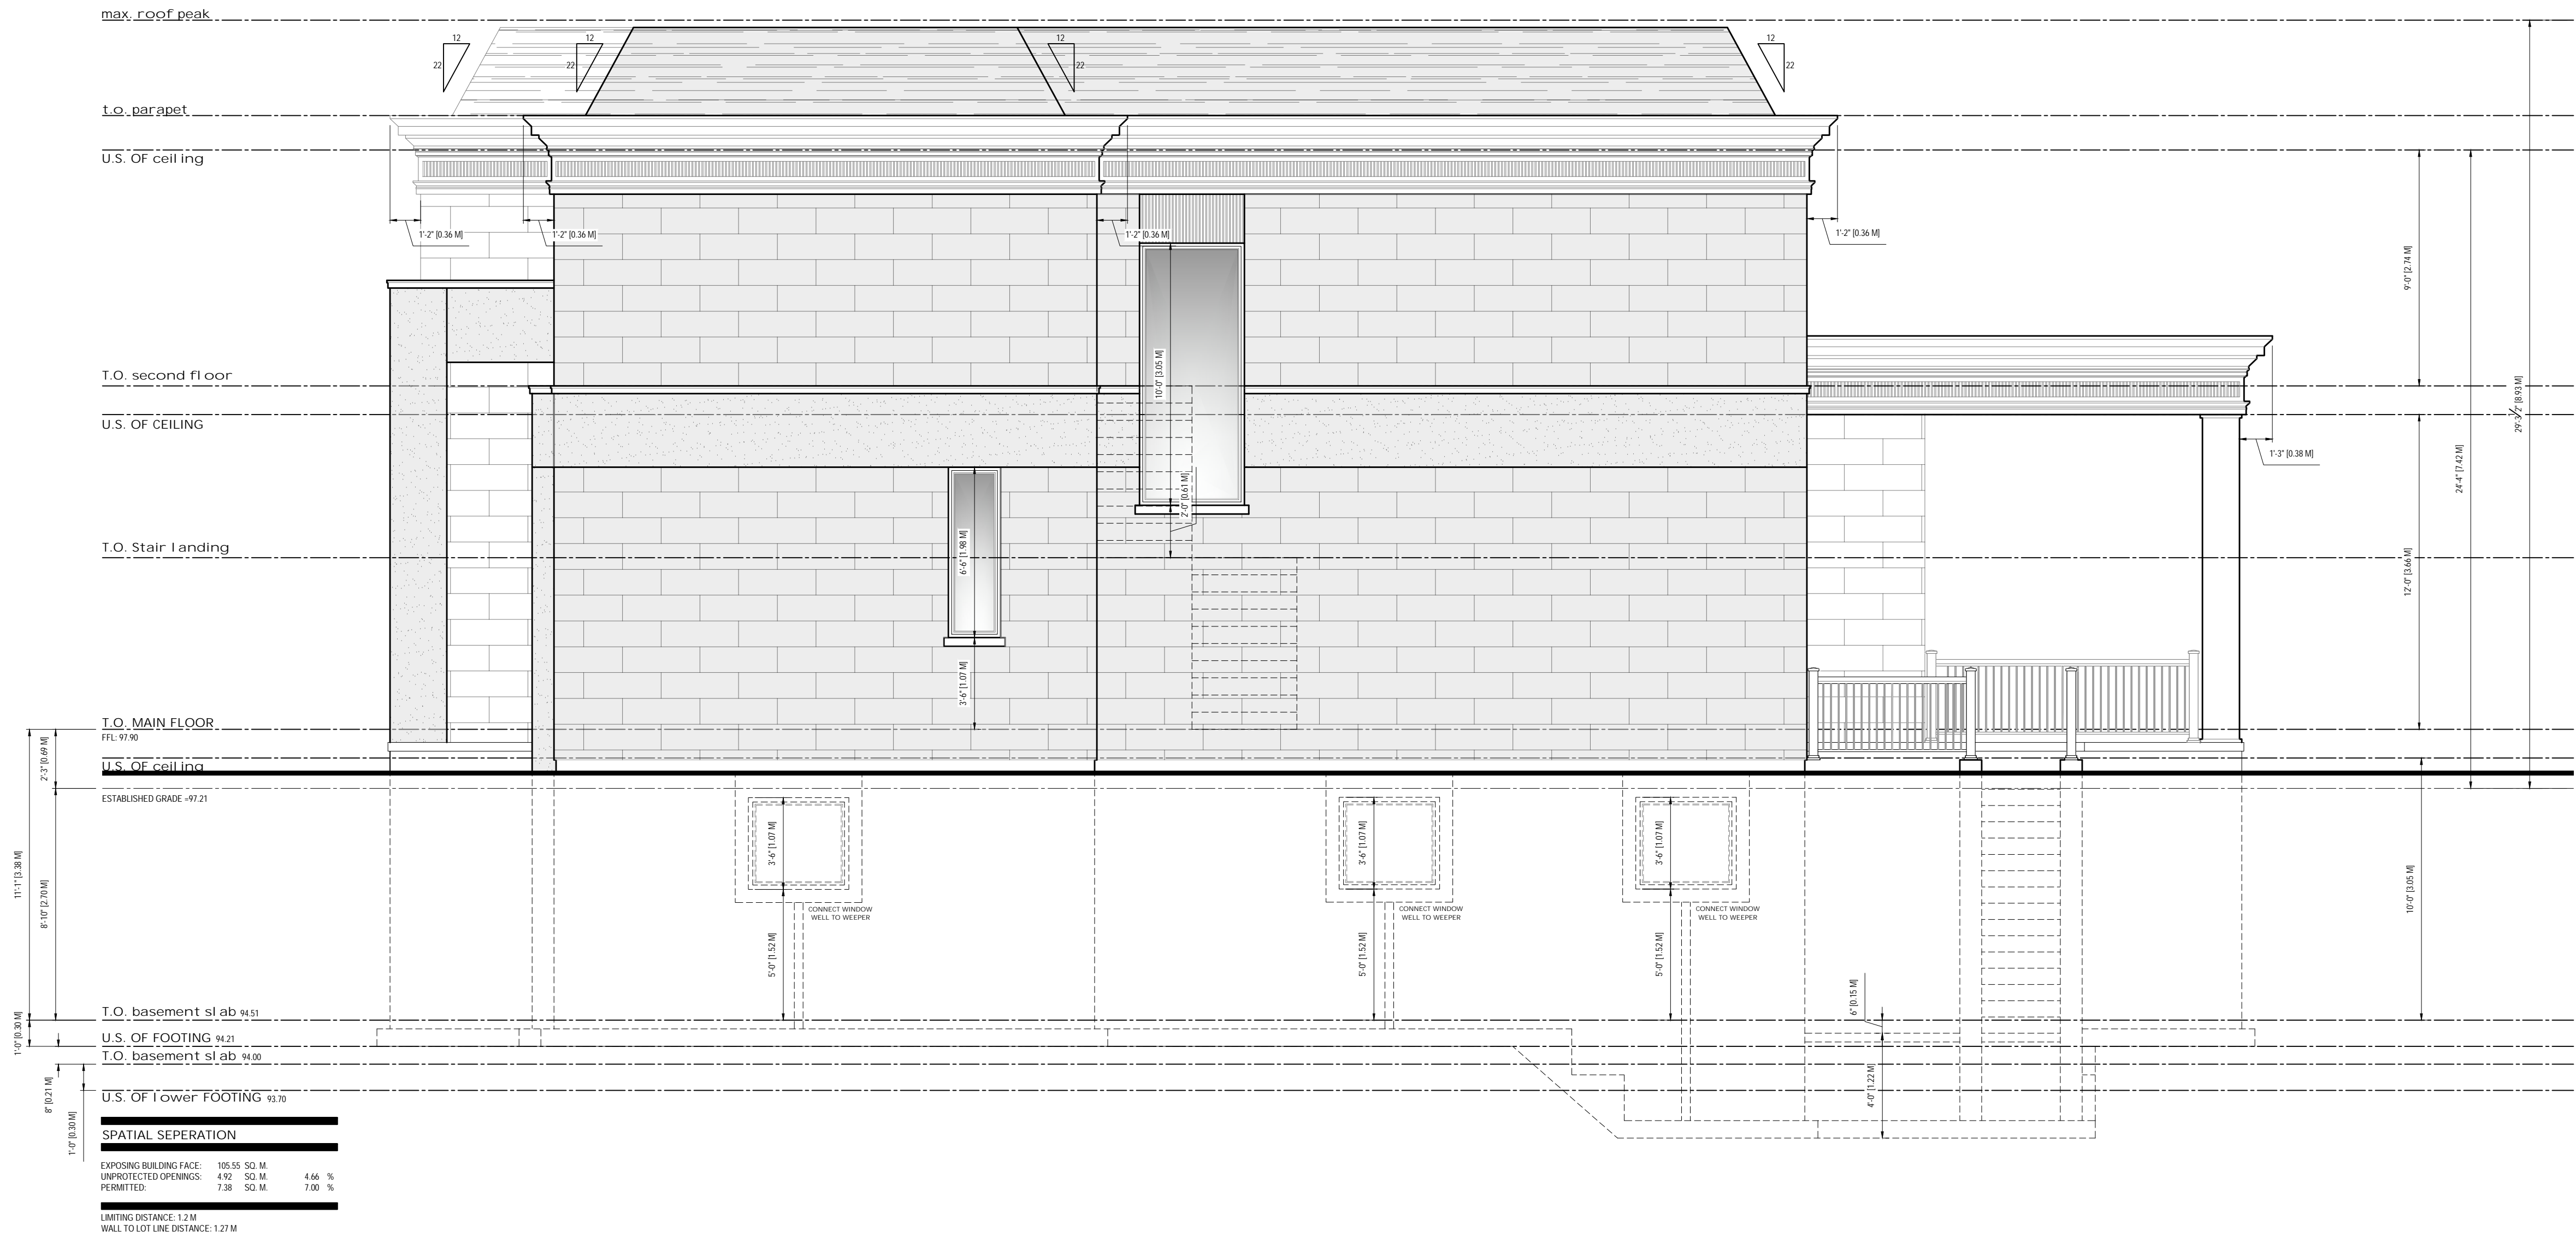 max. roof peak
12
22
12
22
12
22
12
22
t.o. parapet
U.S. OF ceiling
1'-2" [0.36 M]
1'-2" [0.36 M]
1'-2" [0.36 M]
1'-2" [0.36 M]
9'-0" [2.74 M]
10'-0" [3.05 M]
T.O. second floor
29'-3 1/2" [8.93 M]
U.S. OF CEILING
1'-3" [0.38 M]
24'-4" [7.42 M]
2'-0" [0.61 M]
T.O. Stair landing
6'-6" [1.98 M]
12'-0" [3.66 M]
3'-6" [1.07 M]
T.O. MAIN FLOOR
FFL: 97.90
2'-3" [0.69 M]
U.S. OF ceiling
ESTABLISHED GRADE =97.21
3'-6" [1.07 M]
3'-6" [1.07 M]
3'-6" [1.07 M]
11'-1" [3.38 M]
8'-10" [2.70 M]
10'-0" [3.05 M]
CONNECT WINDOW
WELL TO WEEPER
CONNECT WINDOW
WELL TO WEEPER
CONNECT WINDOW
WELL TO WEEPER
5'-0" [1.52 M]
5'-0" [1.52 M]
5'-0" [1.52 M]
6" [0.15 M]
T.O. basement slab 94.51
1'-0" [0.30 M]
U.S. OF FOOTING 94.21
T.O. basement slab 94.00
8" [0.21 M]
4'-0" [1.22 M]
U.S. OF lower FOOTING 93.70
1'-0" [0.30 M]
SPATIAL SEPERATION
EXPOSING BUILDING FACE: 105.55 SQ. M.
UNPROTECTED OPENINGS: 4.92 SQ. M. 4.66 %
PERMITTED: 7.38 SQ. M. 7.00 %
LIMITING DISTANCE: 1.2 M
WALL TO LOT LINE DISTANCE: 1.27 M